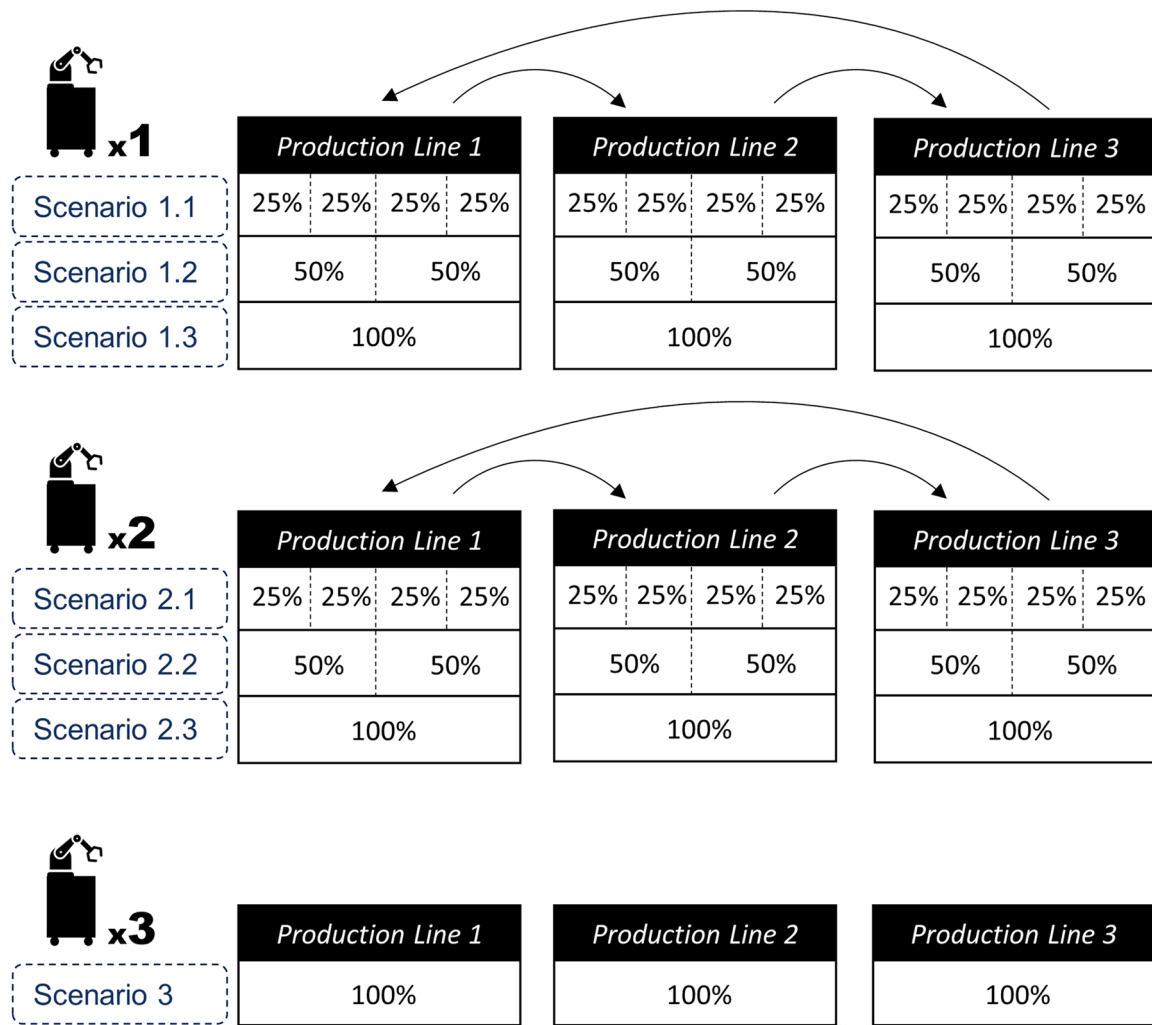 x1
Production Line 1 Production Line 2 Production Line 3
Scenario 1.1 25% 25% 25% 25% 25% 25% 25% 25% 25% 25% 25% 25%
Scenario 1.2 50% 50% 50% 50% 50% 50%
Scenario 1.3 100% 100% 100%
x2
Production Line 1 Production Line 2 Production Line 3
Scenario 2.1 25% 25% 25% 25% 25% 25% 25% 25% 25% 25% 25% 25%
Scenario 2.2 50% 50% 50% 50% 50% 50%
Scenario 2.3 100% 100% 100%
x3
Production Line 1 Production Line 2 Production Line 3
Scenario 3 100% 100% 100%